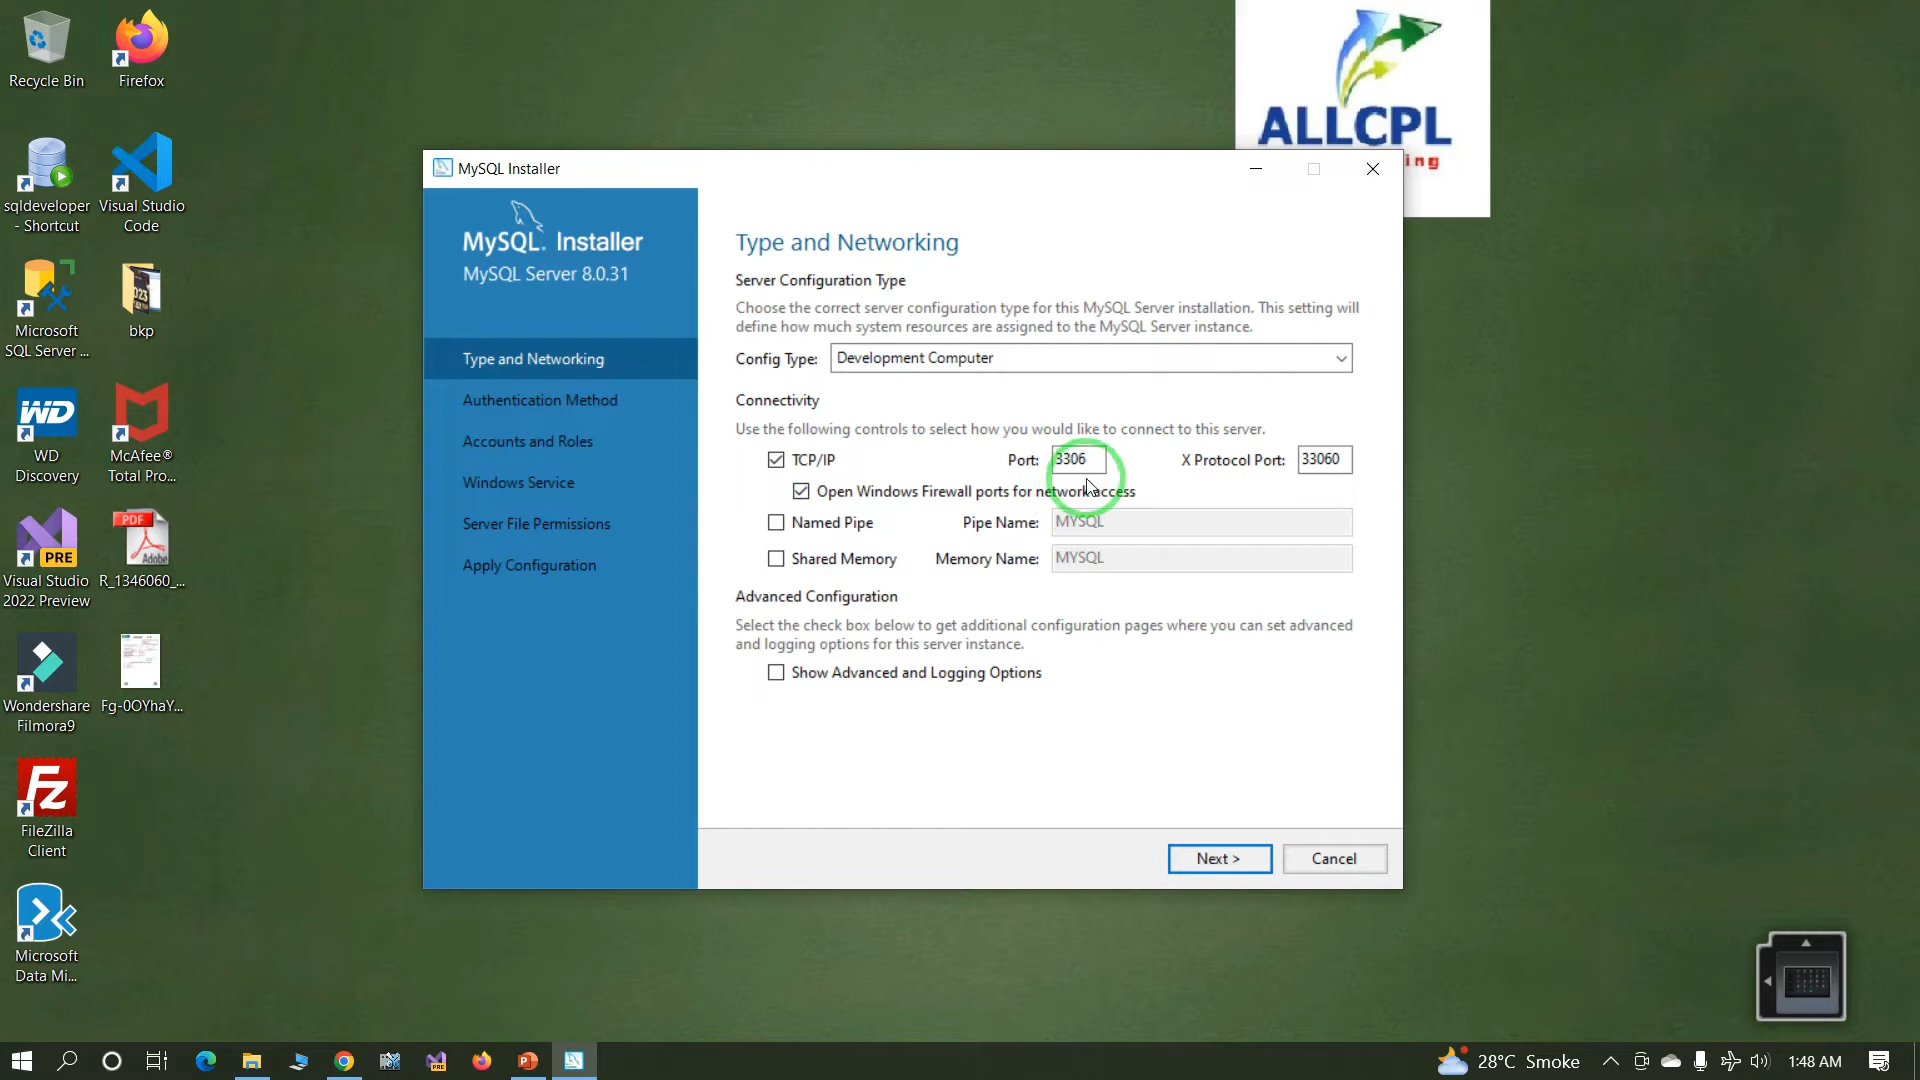 Recycle Bin
Firefox
sqldeveloper
- Shortcut
Visual Studio
Code
Microsoft
SQL Server ...
bkp
WD
WD
Discovery
McAfee®
Total Pro...
PRE
Visual Studio
2022 Preview
PDF
Adobe
R_1346060_...
Wondershare
Filmora9
Fg-0OYhaY...
Fz
FileZilla
Client
Microsoft
Data Mi...
ALLCPL
ing
MySQL Installer
MySQL. Installer
MySQL Server 8.0.31
Type and Networking
Authentication Method
Accounts and Roles
Windows Service
Server File Permissions
Apply Configuration
Type and Networking
Server Configuration Type
Choose the correct server configuration type for this MySQL Server installation. This setting will
define how much system resources are assigned to the MySQL Server instance.
Config Type: Development Computer
Connectivity
Use the following controls to select how you would like to connect to this server.
TCP/IP Port: 3306 X Protocol Port: 33060
Open Windows Firewall ports for network access
Named Pipe Pipe Name: MYSQL
Shared Memory Memory Name: MYSQL
Advanced Configuration
Select the check box below to get additional configuration pages where you can set advanced
and logging options for this server instance.
Show Advanced and Logging Options
Next > Cancel
28°C Smoke 1:48 AM